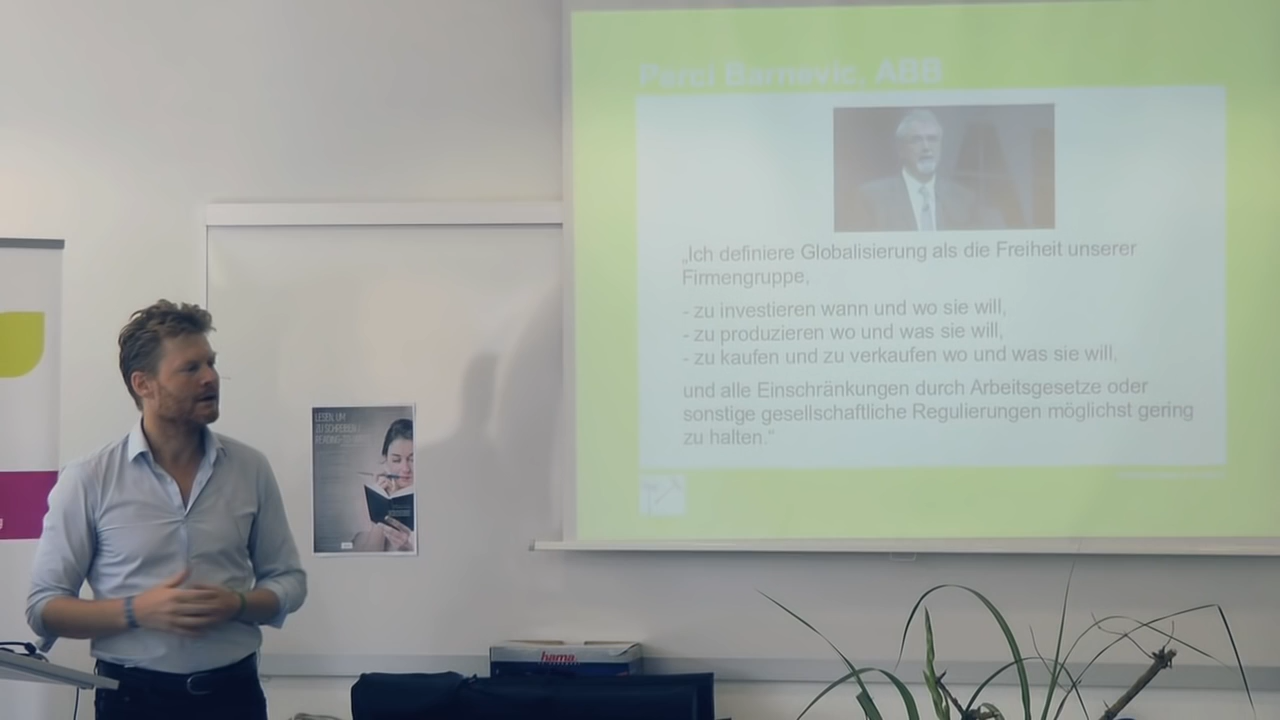 Perci Barnevic, ABB
„Ich definiere Globalisierung als die Freiheit unserer
Firmengruppe,
- zu investieren wann und wo sie will,
- zu produzieren wo und was sie will,
- zu kaufen und zu verkaufen wo und was sie will,
und alle Einschränkungen durch Arbeitsgesetze oder
sonstige gesellschaftliche Regulierungen möglichst gering
zu halten.“
LESEN, UM
ZU SCHREIBEN /
hama